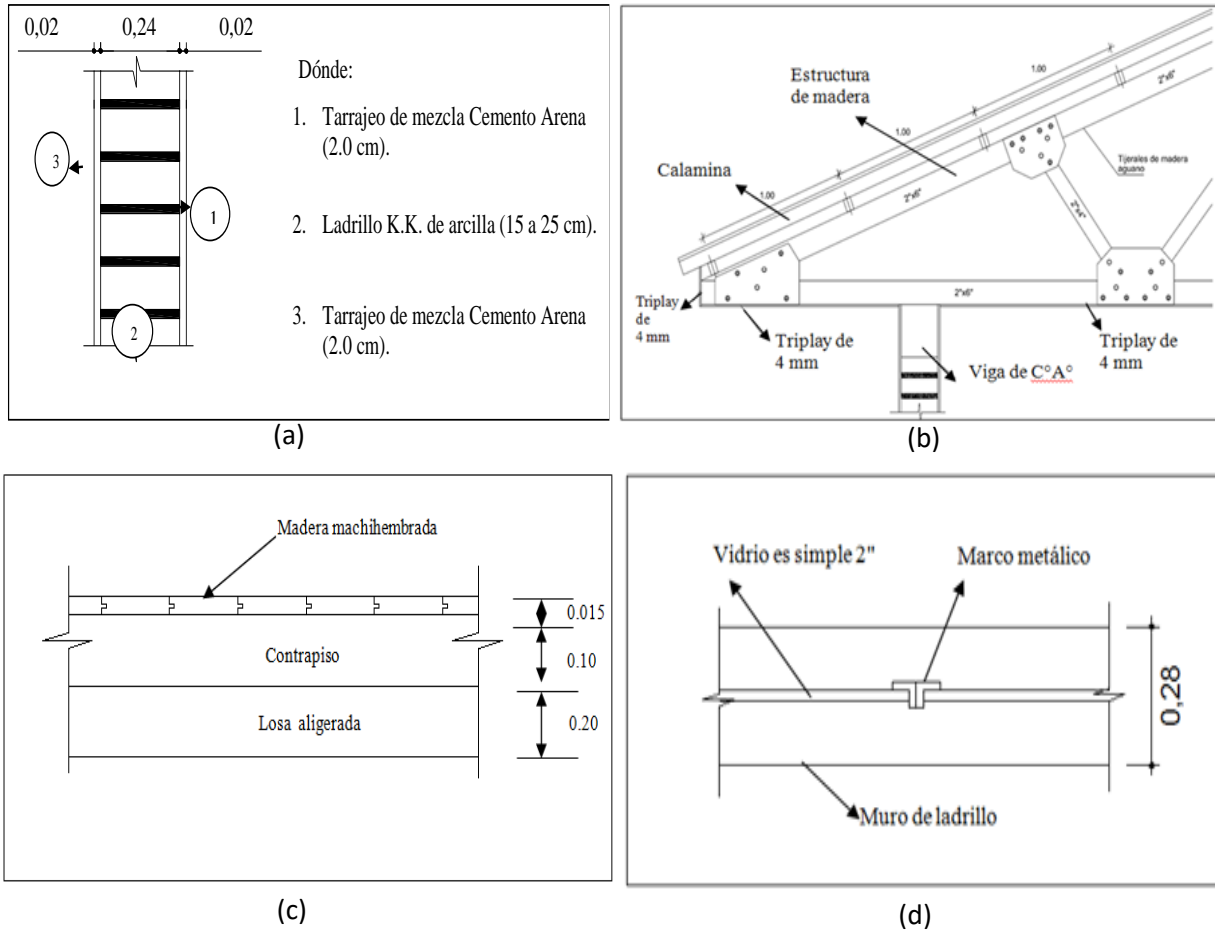 0,02 0,24 0,02
Dónde:
1. Tarrajeo de mezcla Cemento Arena
(2.0 cm).
3
1
2. Ladrillo K.K. de arcilla (15 a 25 cm).
3. Tarrajeo de mezcla Cemento Arena
(2.0 cm).
2
(a)
1.00
Estructura
de madera
2"x6"
1.00
Calamina
Tijerales de madera
águano
1.00
2"x6"
2"x4"
2"x6"
Triplay
de
4 mm
Triplay de
4 mm
Triplay de
4 mm
Viga de C°A°
(b)
Madera machihembrada
0.015
Contrapiso
0.10
Losa aligerada
0.20
(c)
Vidrio es simple 2"
Marco metálico
0,28
Muro de ladrillo
(d)